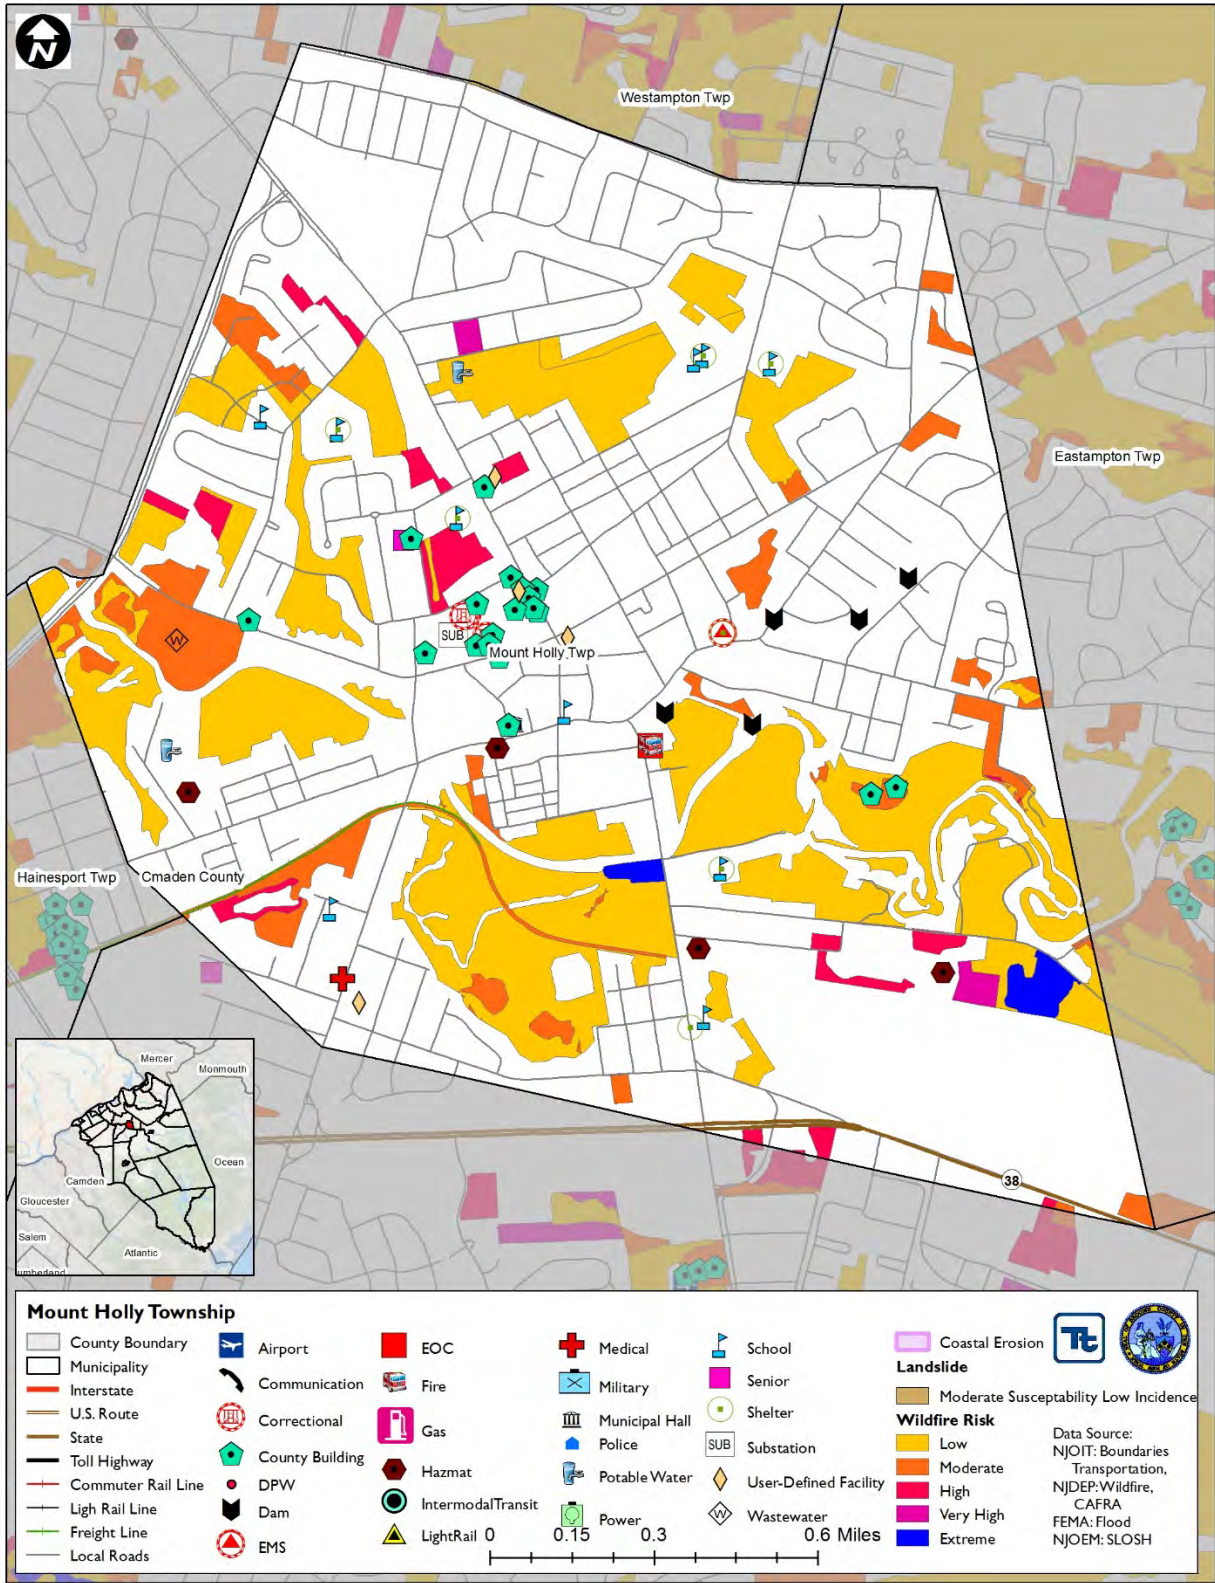 N
Westampton Twp
Eastampton Twp
W
SUB
Mount Holly Twp
Hainesport Twp
Cmaden County
38
Mercer
Monmouth
Ocean
Camden
Gloucester
Salem
Atlantic
umberland
Mount Holly Township
County Boundary
Municipality
Interstate
U.S. Route
State
Toll Highway
Commuter Rail Line
Ligh Rail Line
Freight Line
Local Roads
Airport
Communication
Correctional
County Building
DPW
Dam
EMS
EOC
Fire
Gas
Hazmat
IntermodalTransit
LightRail
Medical
Military
Municipal Hall
Police
Potable Water
Power
School
Senior
Shelter
SUB Substation
User-Defined Facility
W Wastewater
0 0.15 0.3 0.6 Miles
Coastal Erosion
Landslide
Moderate Susceptability Low Incidence
Wildfire Risk
Low
Moderate
High
Very High
Extreme
Data Source:
NJOIT: Boundaries
Transportation,
NJDEP:Wildfire,
CAFRA
FEMA: Flood
NJOEM: SLOSH
Tt